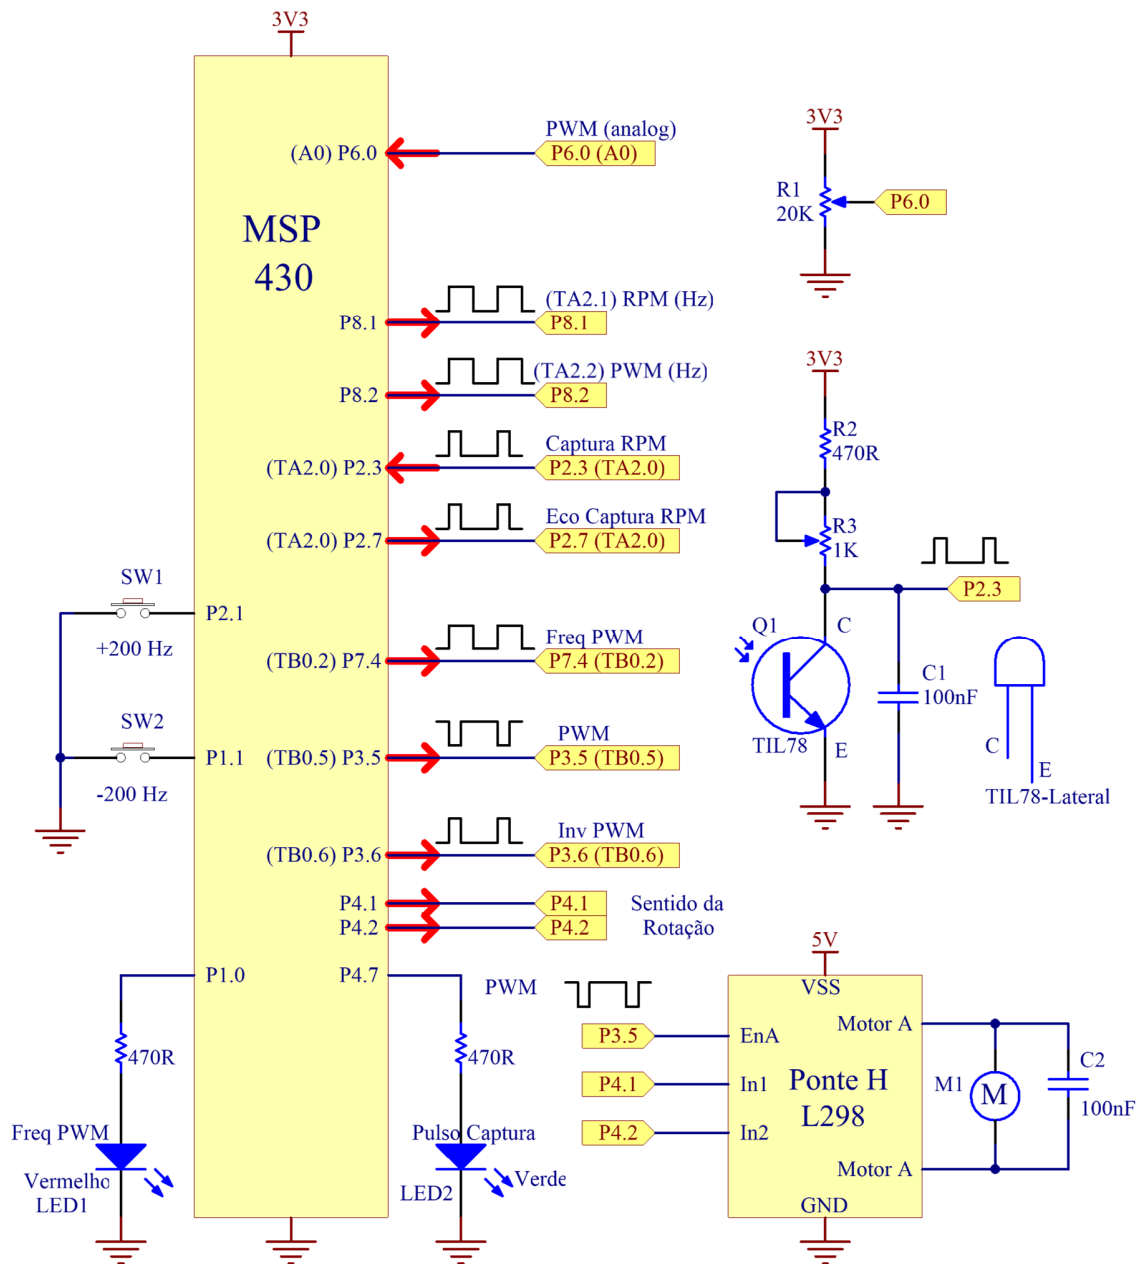 3V3
MSP
430
(A0) P6.0
PWM (analog)
P6.0 (A0)
P8.1
(TA2.1) RPM (Hz)
P8.1
P8.2
(TA2.2) PWM (Hz)
P8.2
(TA2.0) P2.3
Captura RPM
P2.3 (TA2.0)
(TA2.0) P2.7
Eco Captura RPM
P2.7 (TA2.0)
SW1
P2.1
+200 Hz
(TB0.2) P7.4
Freq PWM
P7.4 (TB0.2)
SW2
P1.1
-200 Hz
(TB0.5) P3.5
PWM
P3.5 (TB0.5)
(TB0.6) P3.6
Inv PWM
P3.6 (TB0.6)
P4.1
P4.1
P4.2
P4.2
Sentido da
Rotação
P1.0
470R
Freq PWM
Vermelho
LED1
P4.7
470R
Pulso Captura
Verde
LED2
3V3
R1
20K
P6.0
3V3
R2
470R
R3
1K
P2.3
Q1
C
TIL78
E
C1
100nF
C
E
TIL78-Lateral
5V
VSS
PWM
P3.5
EnA
P4.1
In1
P4.2
In2
Ponte H
L298
Motor A
Motor A
GND
M1
M
C2
100nF